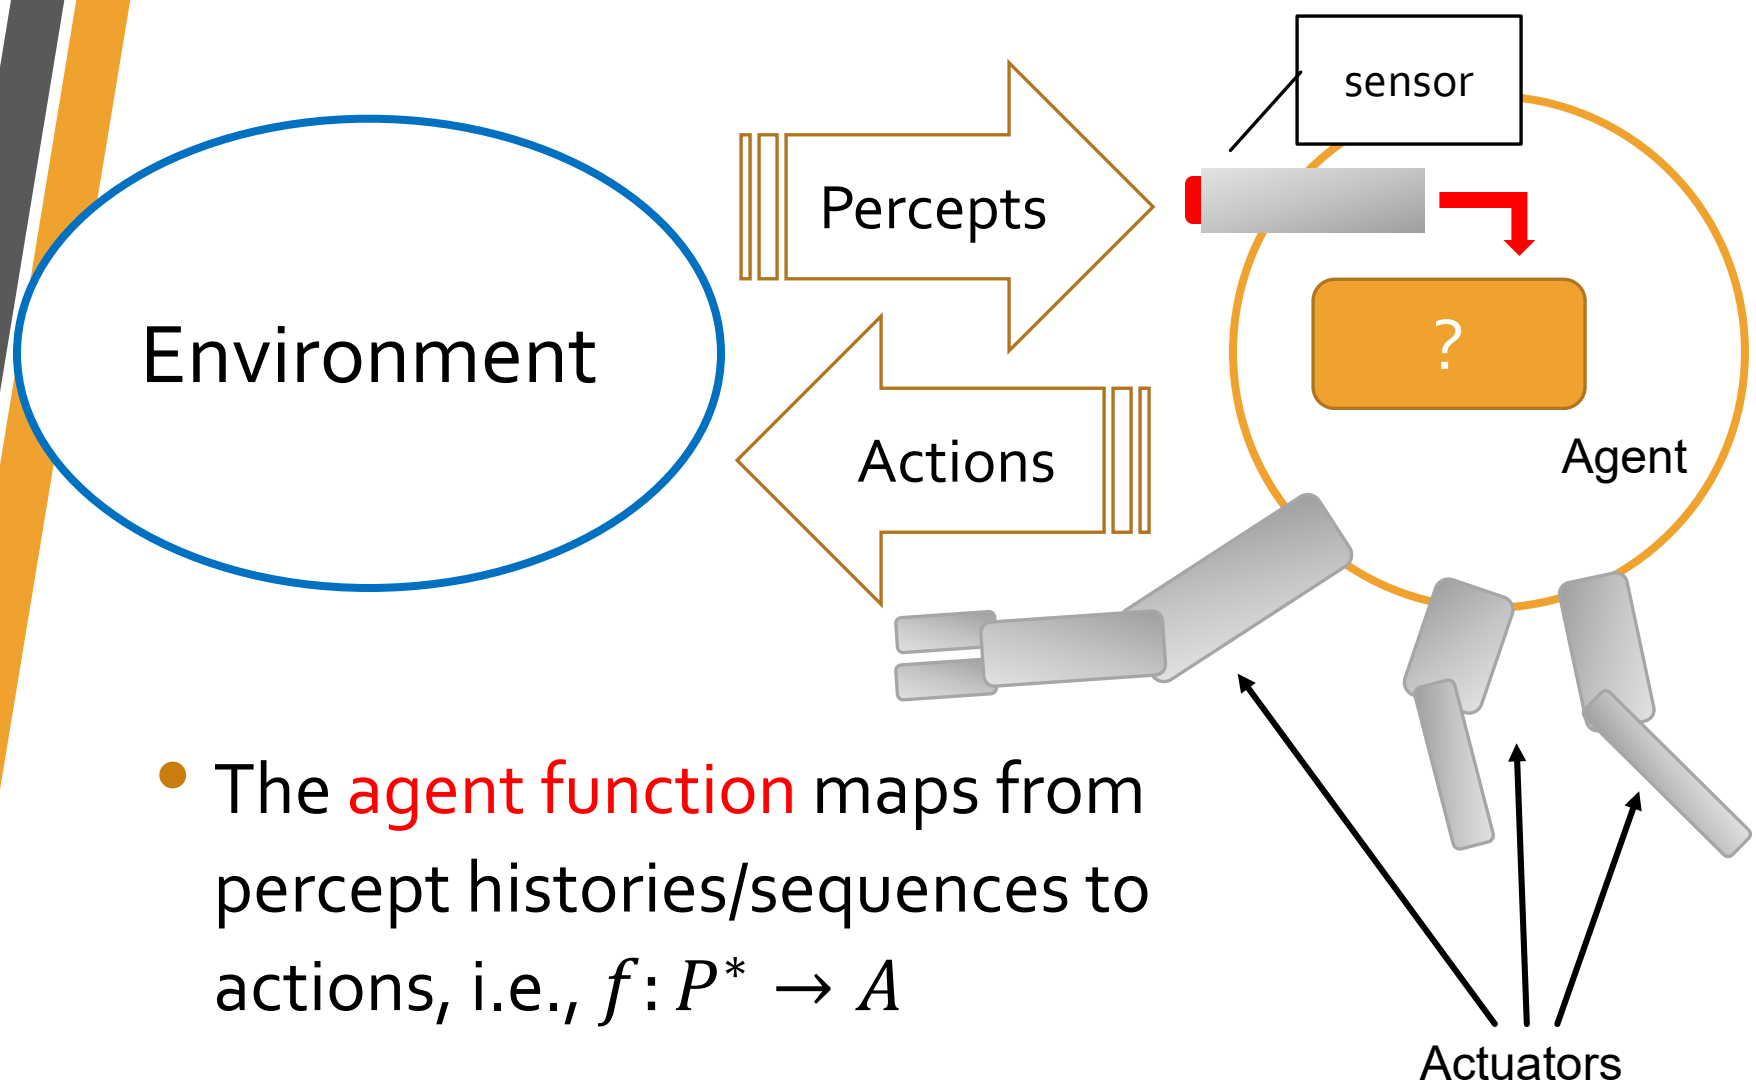 sensor
Percepts
Environment
?
Actions
Agent
• The agent function maps from
percept histories/sequences to
actions, i.e., f: P* → A
Actuators